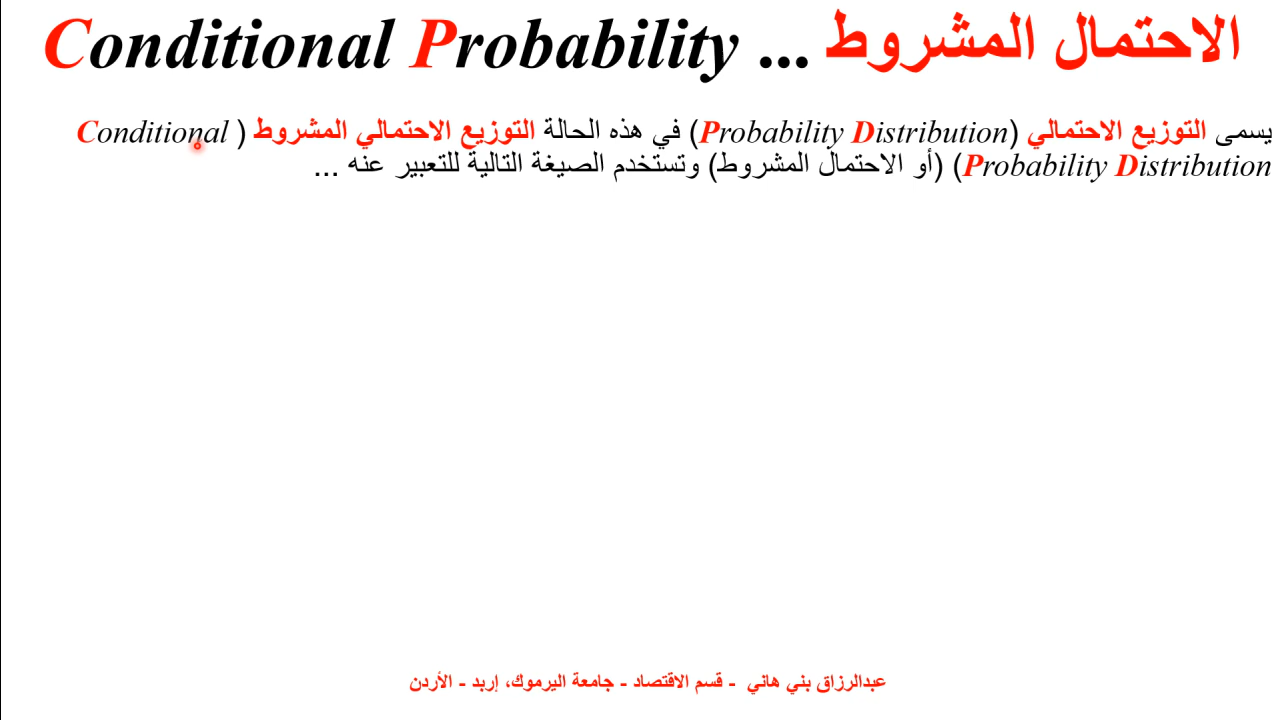 الاحتمال المشروط ... Conditional Probability
يسمى التوزيع الاحتمالي (Probability Distribution) في هذه الحالة التوزيع الاحتمالي المشروط ( Conditional
Probability Distribution) (أو الاحتمال المشروط) وتستخدم الصيغة التالية للتعبير عنه ...
عبدالرزاق بني هاني - قسم الاقتصاد - جامعة اليرموك، إربد - الأردن